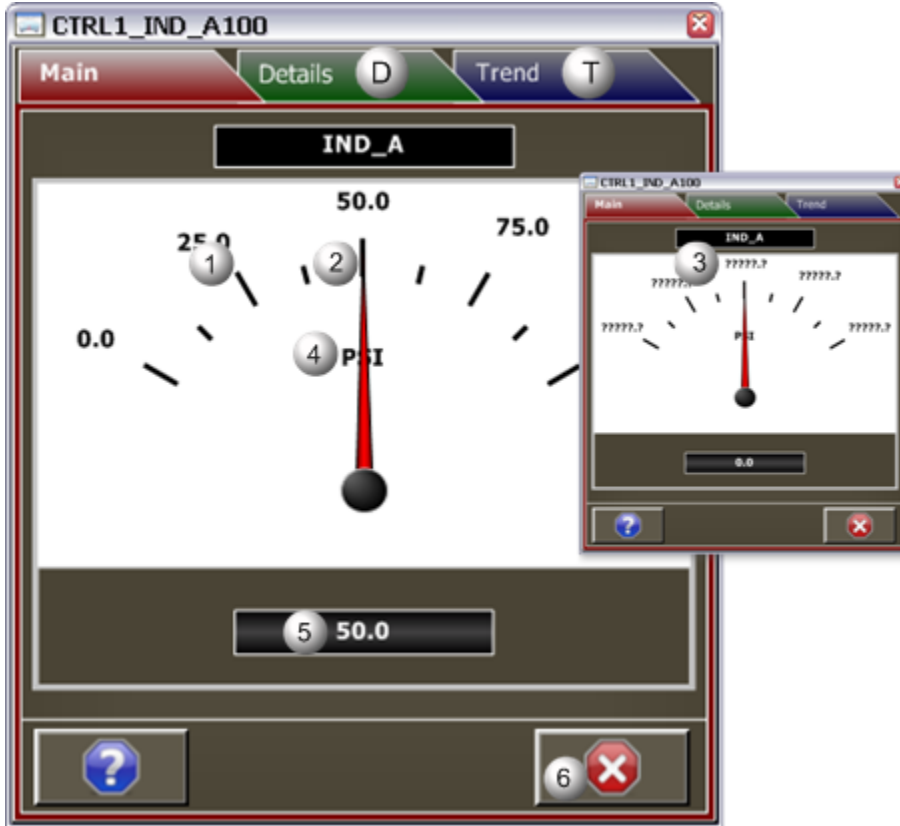 CTRL1_IND_A100
Main
Details D
Trend T
IND_A
50.0
25.0
75.0
1
2
0.0
4
PSI
5 50.0
?
6
CTRL1_IND_A100
Main
Details
Trend
IND_A
3
?????.?
?????.?
?????.?
?????.?
?????.?
PSI
0.0
?